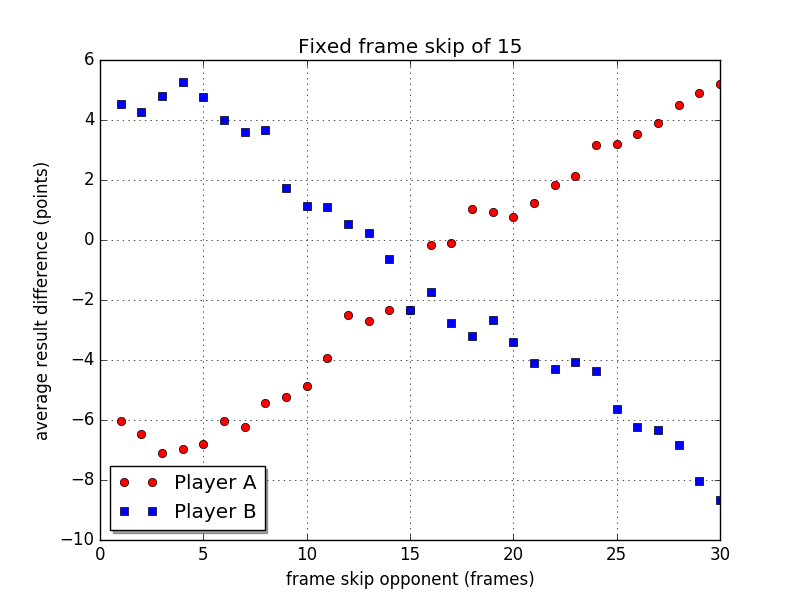 Fixed frame skip of 15
6
4
2
0
−2
−4
−6
−8
−10
average result difference (points)
Player A
Player B
0 5 10 15 20 25 30
frame skip opponent (frames)